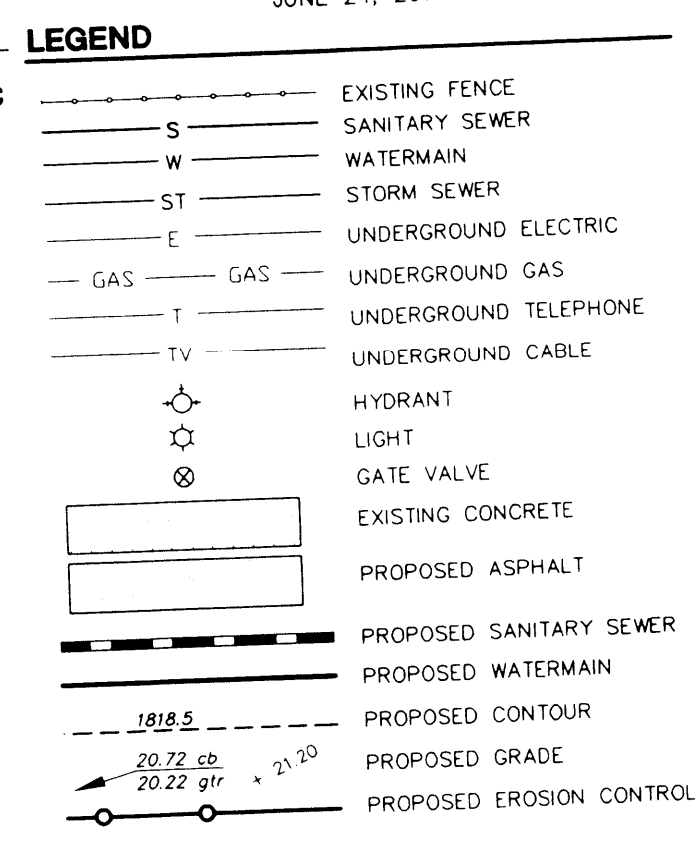 LEGEND
EXISTING FENCE
S SANITARY SEWER
W WATERMAIN
ST STORM SEWER
E UNDERGROUND ELECTRIC
GAS GAS UNDERGROUND GAS
T UNDERGROUND TELEPHONE
TV UNDERGROUND CABLE
HYDRANT
LIGHT
GATE VALVE
EXISTING CONCRETE
PROPOSED ASPHALT
PROPOSED SANITARY SEWER
PROPOSED WATERMAIN
1818.5 PROPOSED CONTOUR
20.72 cb
20.22 gtr + 21.20 PROPOSED GRADE
PROPOSED EROSION CONTROL